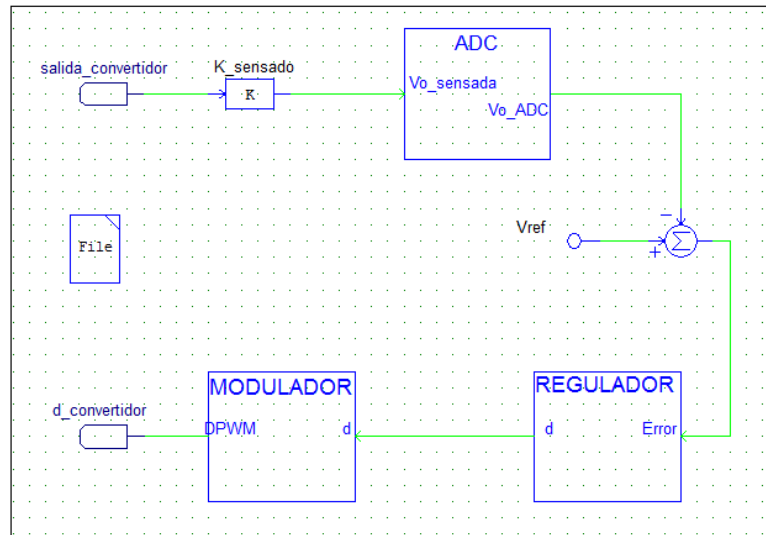 ADC
salida_convertidor
K_sensado
K
Vo_sensada
Vo_ADC
−
Vref
+
Σ
File
MODULADOR
REGULADOR
d_convertidor
DPWM
d
d
Error